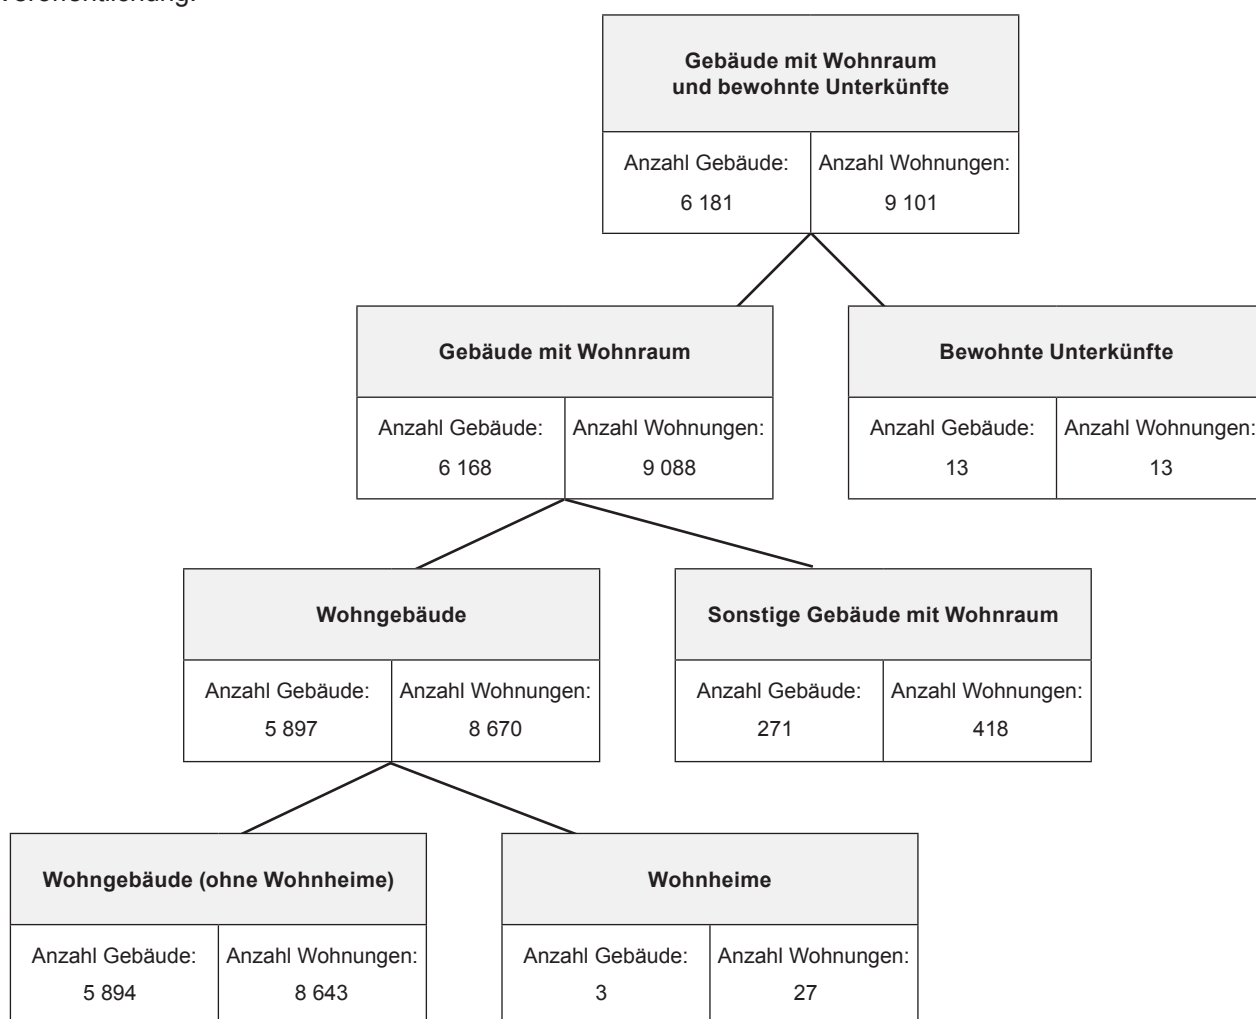 Veröffentlichung.
Gebäude mit Wohnraum
und bewohnte Unterkünfte
Anzahl Gebäude:
6 181
Anzahl Wohnungen:
9 101
Gebäude mit Wohnraum
Anzahl Gebäude:
6 168
Anzahl Wohnungen:
9 088
Bewohnte Unterkünfte
Anzahl Gebäude:
13
Anzahl Wohnungen:
13
Wohngebäude
Anzahl Gebäude:
5 897
Anzahl Wohnungen:
8 670
Sonstige Gebäude mit Wohnraum
Anzahl Gebäude:
271
Anzahl Wohnungen:
418
Wohngebäude (ohne Wohnheime)
Anzahl Gebäude:
5 894
Anzahl Wohnungen:
8 643
Wohnheime
Anzahl Gebäude:
3
Anzahl Wohnungen:
27